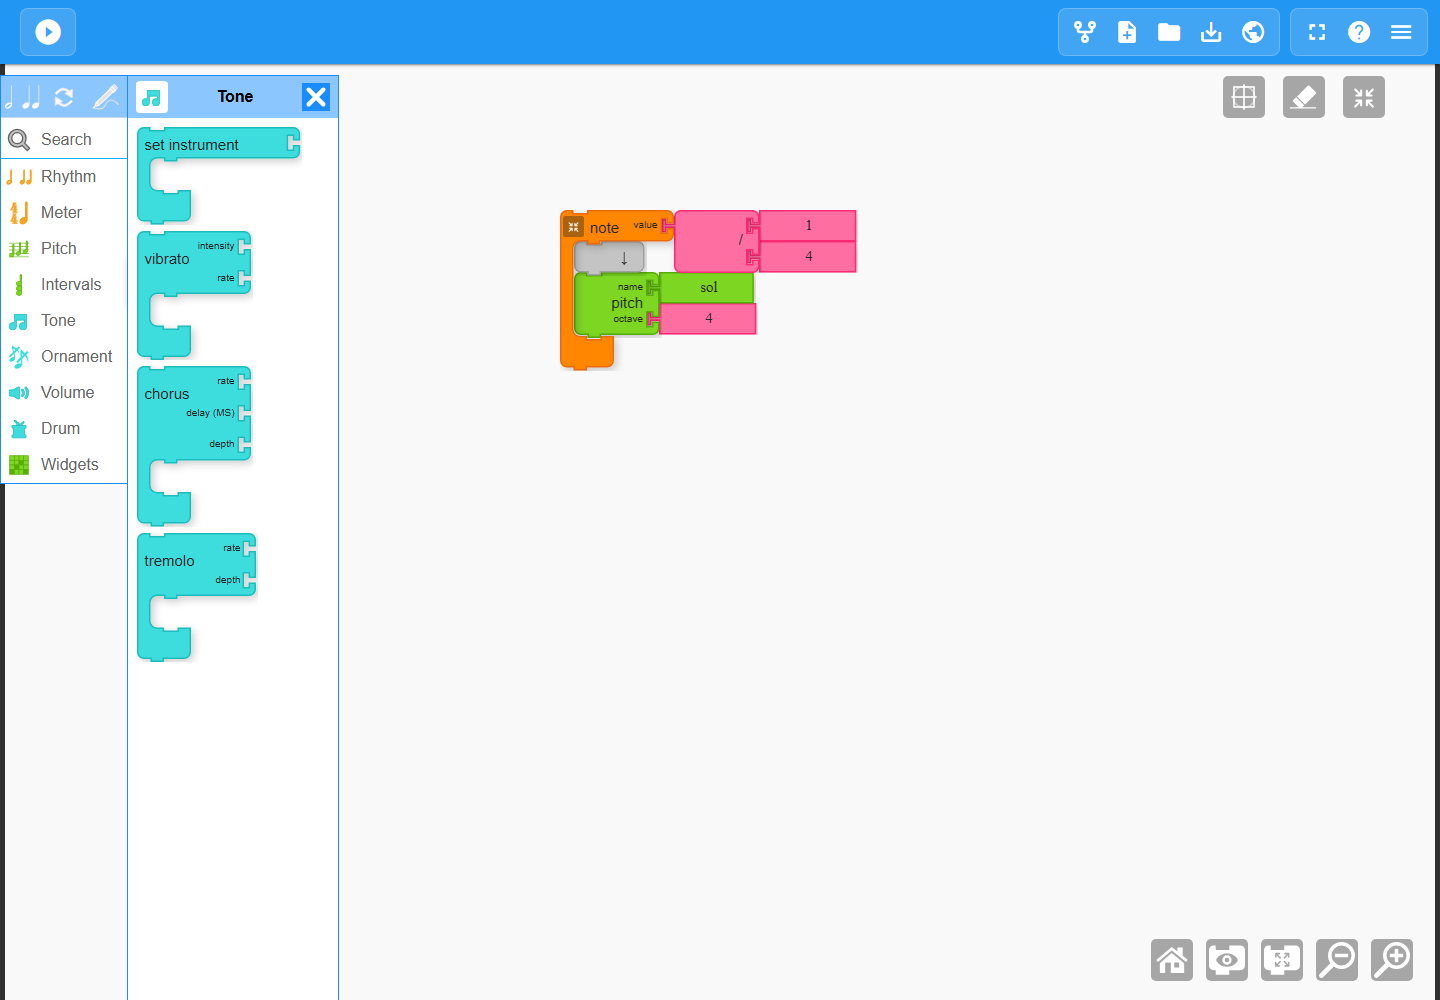 Tone
Search
Rhythm
Meter
Pitch
Intervals
Tone
Ornament
Volume
Drum
Widgets
set instrument
intensity
vibrato
rate
rate
chorus
delay (MS)
depth
rate
tremolo
depth
note value / 1
4
↓
name sol
pitch
octave 4